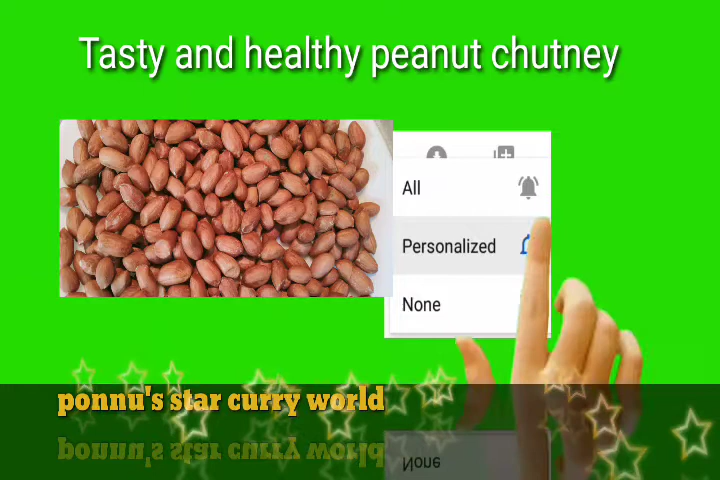 Tasty and healthy peanut chutney
All
Personalized
None
ponnu's star curry world